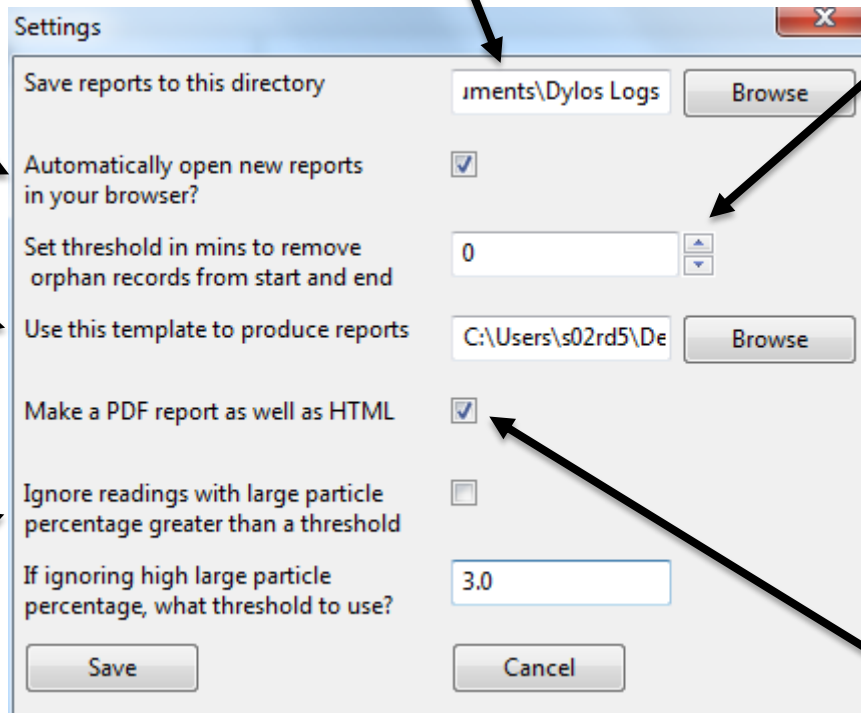 Settings
Save reports to this directory
uments\Dylos Logs
Browse
Automatically open new reports
in your browser?
Set threshold in mins to remove
orphan records from start and end
0
Use this template to produce reports
C:\Users\s02rd5\De
Browse
Make a PDF report as well as HTML
Ignore readings with large particle
percentage greater than a threshold
If ignoring high large particle
percentage, what threshold to use?
3.0
Save
Cancel